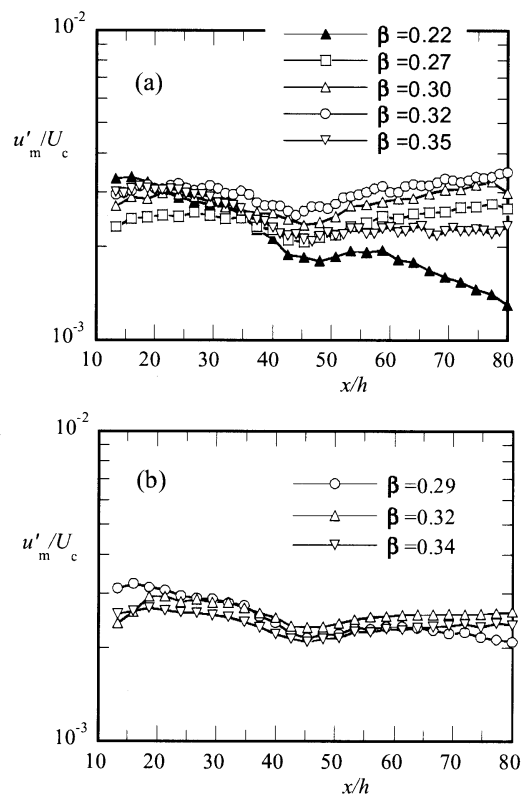 10⁻²
(a)
β =0.22
β =0.27
β =0.30
β =0.32
β =0.35
u'ₘ/U_c
10⁻³
10 20 30 40 50 60 70 80
x/h
10⁻²
(b)
β =0.29
β =0.32
β =0.34
u'ₘ/U_c
10⁻³
10 20 30 40 50 60 70 80
x/h